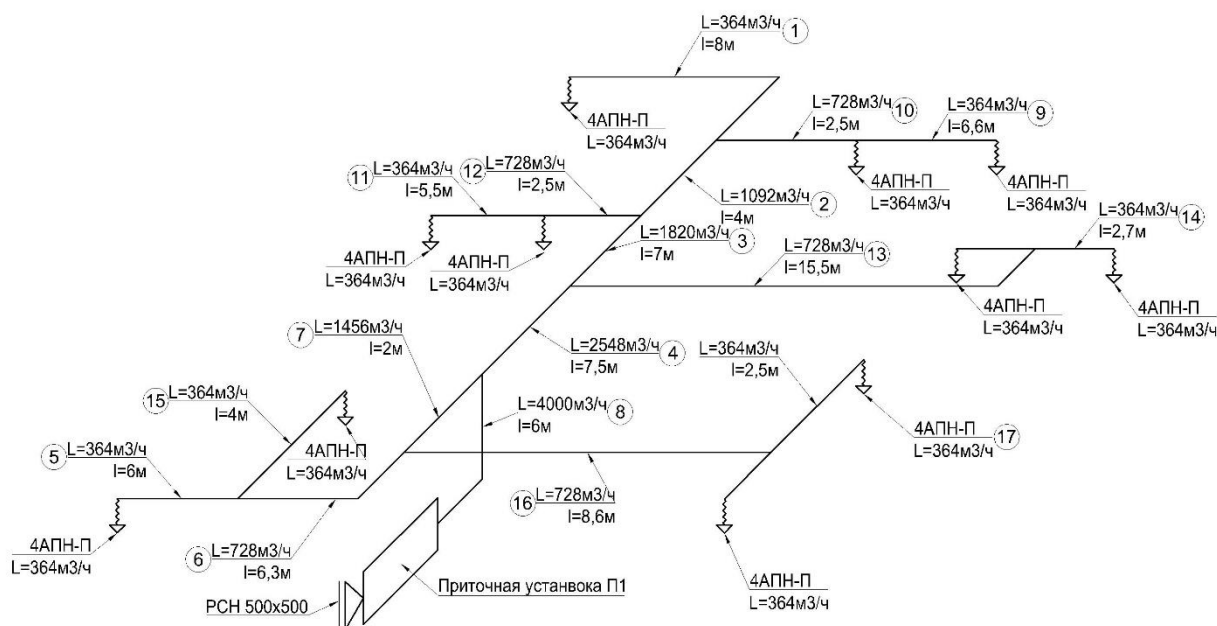 L=364м3/ч
1
l=8м
4АПН-П
L=364м3/ч
L=728м3/ч
10
l=2,5м
L=364м3/ч
9
l=6,6м
4АПН-П
L=364м3/ч
4АПН-П
L=364м3/ч
11
L=364м3/ч
l=5,5м
12
L=728м3/ч
l=2,5м
L=1092м3/ч
2
l=4м
4АПН-П
L=364м3/ч
4АПН-П
L=364м3/ч
L=1820м3/ч
3
l=7м
L=728м3/ч
13
l=15,5м
L=364м3/ч
14
l=2,7м
4АПН-П
L=364м3/ч
4АПН-П
L=364м3/ч
7
L=1456м3/ч
l=2м
L=2548м3/ч
4
l=7,5м
L=364м3/ч
l=2,5м
15
L=364м3/ч
l=4м
L=4000м3/ч
8
l=6м
4АПН-П
17
L=364м3/ч
5
L=364м3/ч
l=6м
4АПН-П
L=364м3/ч
16
L=728м3/ч
l=8,6м
4АПН-П
L=364м3/ч
6
L=728м3/ч
l=6,3м
Приточная устанвока П1
РСН 500х500
4АПН-П
L=364м3/ч